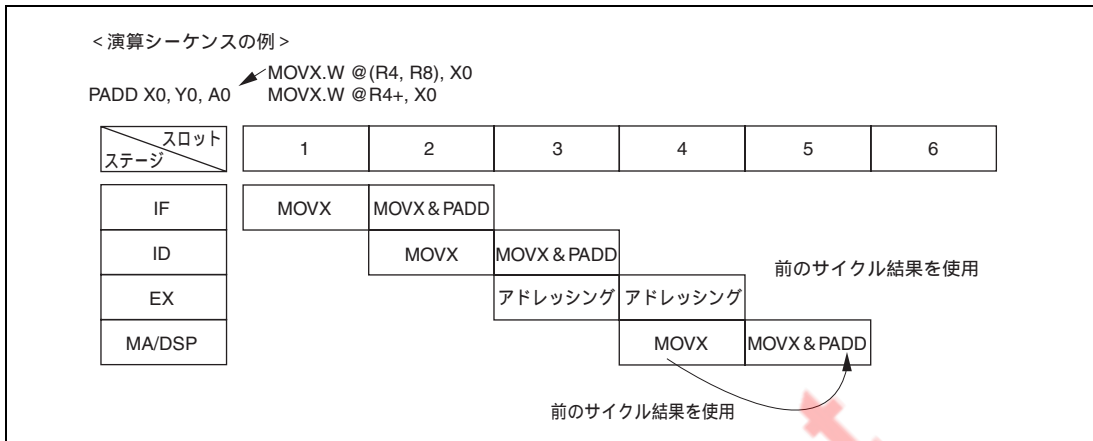 <演算シーケンスの例>
MOVX.W @(R4, R8), X0
PADD X0, Y0, A0 MOVX.W @R4+, X0
スロット
ステージ
1 2 3 4 5 6
IF MOVX MOVX & PADD
ID MOVX MOVX & PADD
前のサイクル結果を使用
EX アドレッシング アドレッシング
MA/DSP MOVX MOVX & PADD
前のサイクル結果を使用